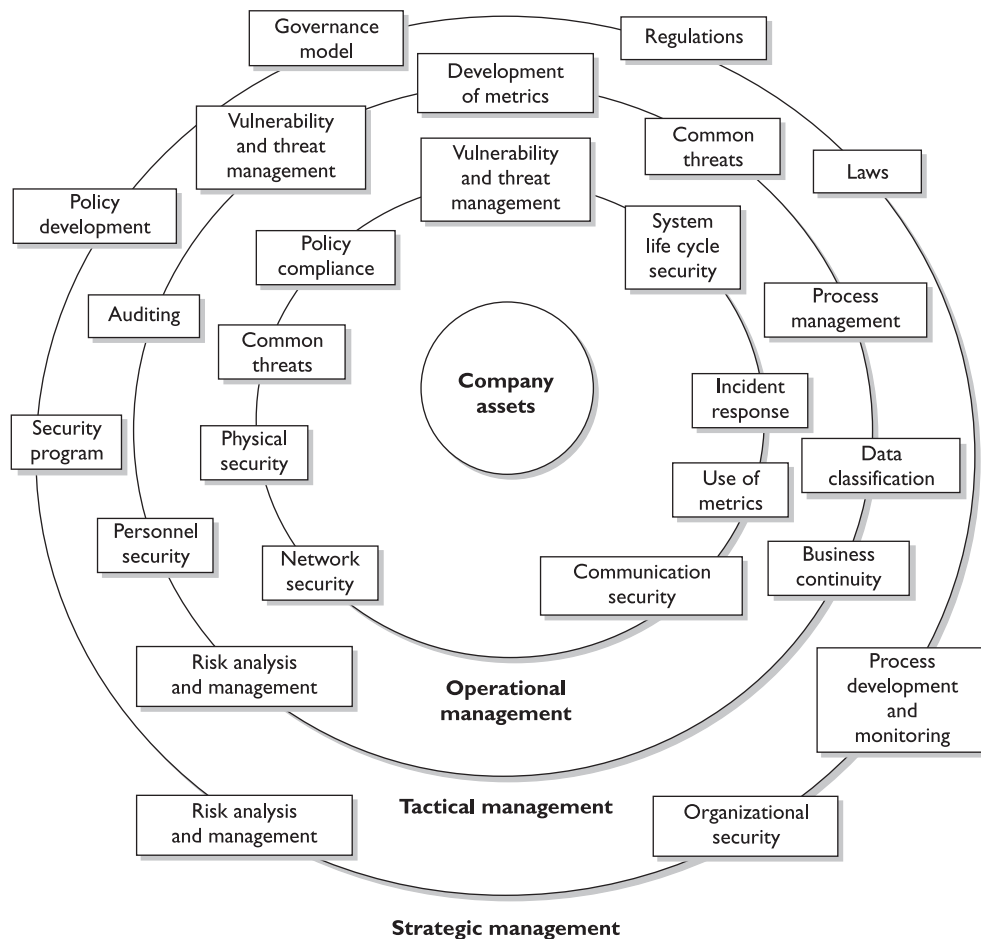 Governance
model
Regulations
Development
of metrics
Vulnerability
and threat
management
Common
threats
Vulnerability
and threat
management
Laws
Policy
development
System
life cycle
security
Policy
compliance
Auditing
Process
management
Common
threats
Company
assets
Incident
response
Security
program
Physical
security
Data
classification
Use of
metrics
Personnel
security
Network
security
Communication
security
Business
continuity
Risk analysis
and management
Operational
management
Process
development
and
monitoring
Tactical management
Risk analysis
and management
Organizational
security
Strategic management